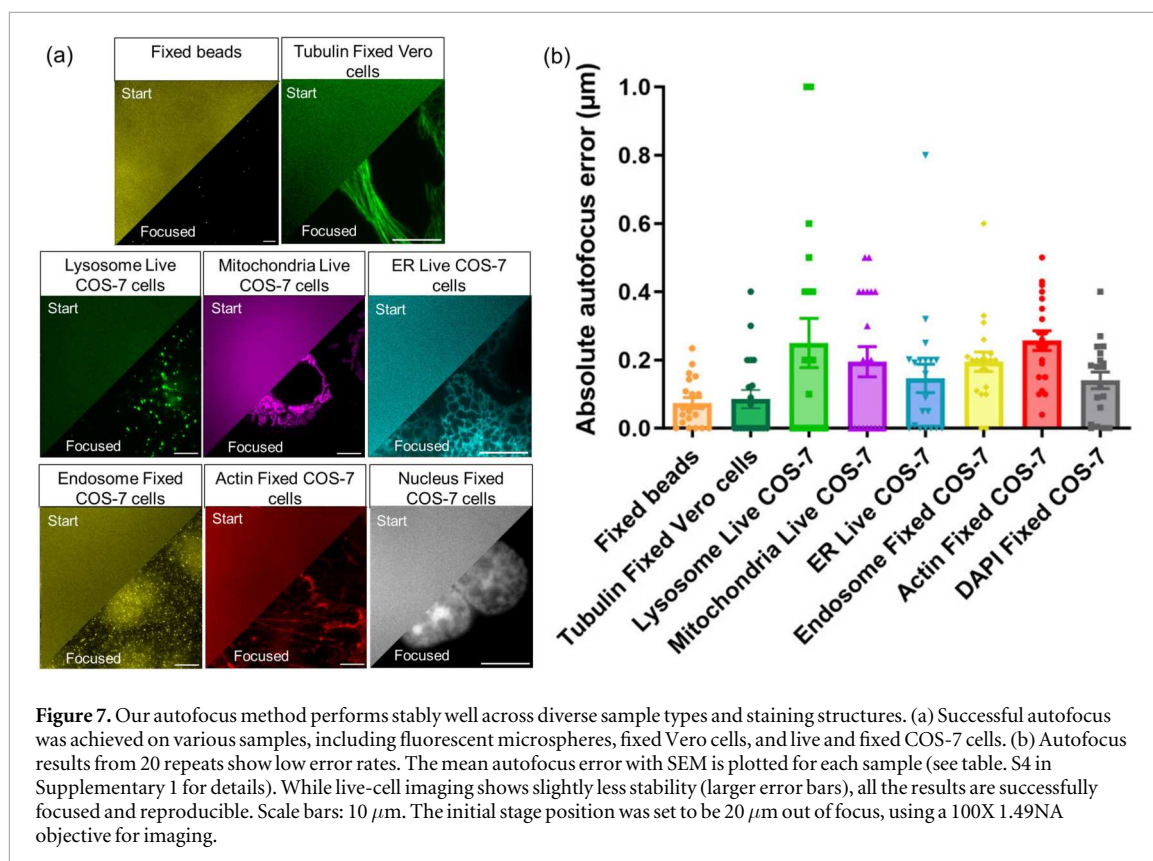 (a)
Fixed beads
Tubulin Fixed Vero
cells
Start
Start
Focused
Focused
Lysosome Live
COS-7 cells
Mitochondria Live
COS-7 cells
ER Live COS-7
cells
Start
Start
Start
Focused
Focused
Focused
Endosome Fixed
COS-7 cells
Actin Fixed COS-7
cells
Nucleus Fixed
COS-7 cells
Start
Start
Start
Focused
Focused
Focused
(b)
Absolute autofocus error (µm)
1.0
0.8
0.6
0.4
0.2
0.0
Fixed beads
Tubulin Fixed Vero cells
Lysosome Live COS-7
Mitochondria Live COS-7
ER Live COS-7
Endosome Fixed COS-7
Actin Fixed COS-7
DAPI Fixed COS-7
Figure 7. Our autofocus method performs stably well across diverse sample types and staining structures. (a) Successful autofocus
was achieved on various samples, including fluorescent microspheres, fixed Vero cells, and live and fixed COS-7 cells. (b) Autofocus
results from 20 repeats show low error rates. The mean autofocus error with SEM is plotted for each sample (see table. S4 in
Supplementary 1 for details). While live-cell imaging shows slightly less stability (larger error bars), all the results are successfully
focused and reproducible. Scale bars: 10 µm. The initial stage position was set to be 20 µm out of focus, using a 100X 1.49NA
objective for imaging.